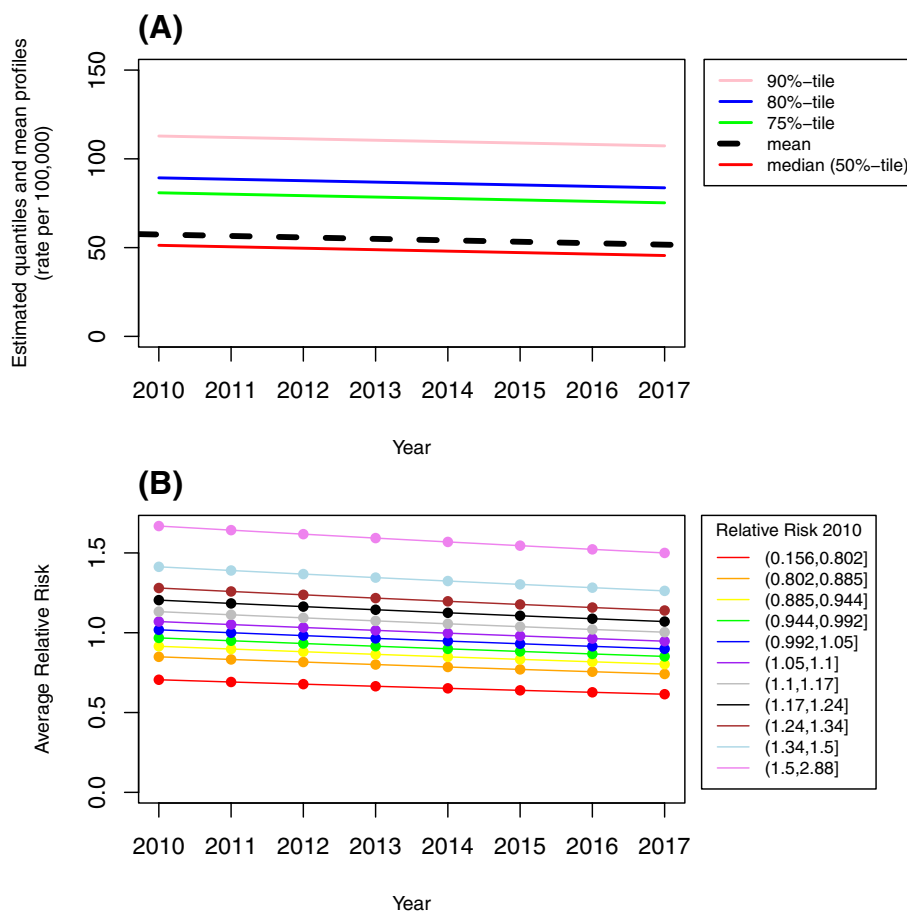 (A)
Estimated quantiles and mean profiles
(rate per 100,000)
150
100
50
0
90%−tile
80%−tile
75%−tile
mean
median (50%−tile)
2010 2011 2012 2013 2014 2015 2016 2017
Year
(B)
Average Relative Risk
1.5
1.0
0.5
0.0
Relative Risk 2010
(0.156,0.802]
(0.802,0.885]
(0.885,0.944]
(0.944,0.992]
(0.992,1.05]
(1.05,1.1]
(1.1,1.17]
(1.17,1.24]
(1.24,1.34]
(1.34,1.5]
(1.5,2.88]
2010 2011 2012 2013 2014 2015 2016 2017
Year